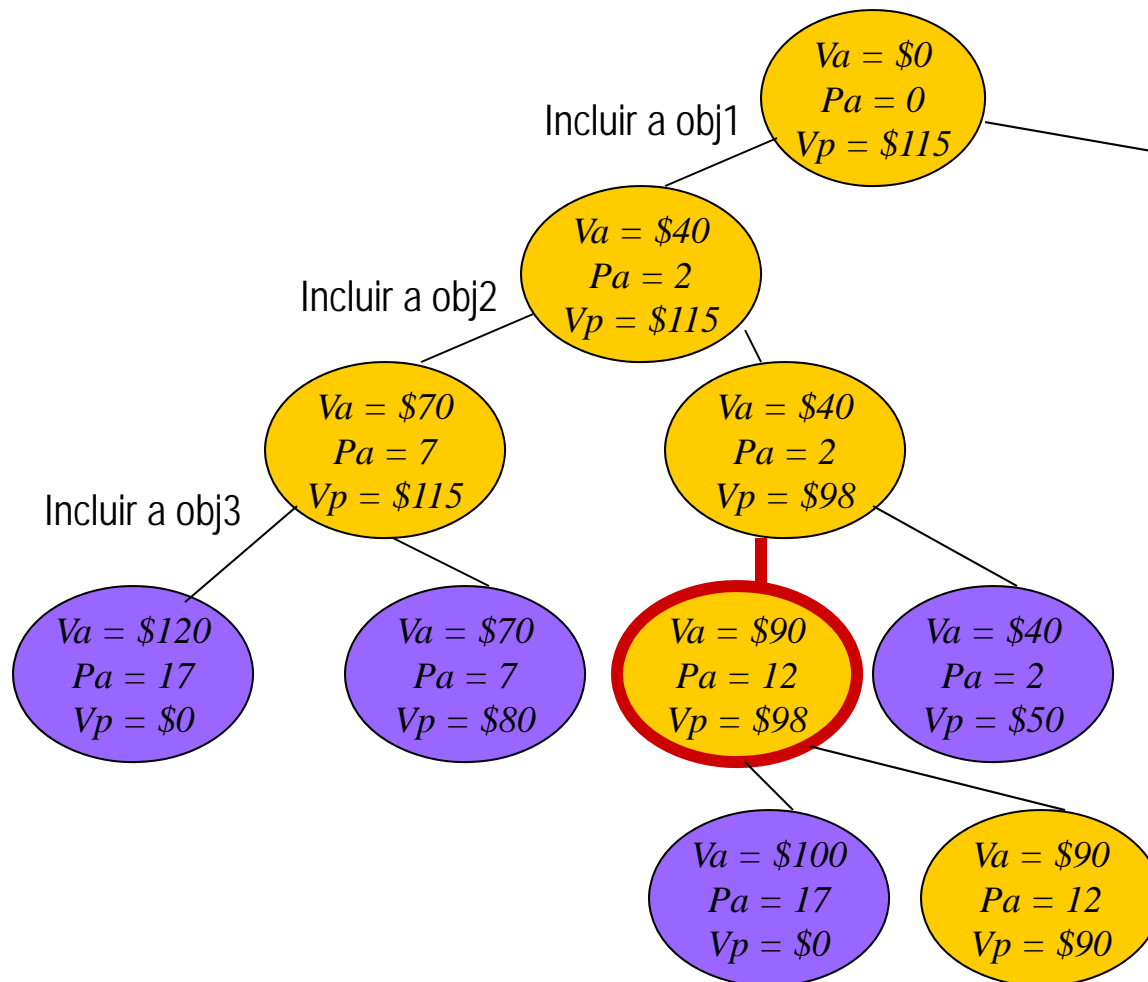 Va = $0
Pa = 0
Vp = $115
Incluir a obj1
Va = $40
Pa = 2
Vp = $115
Incluir a obj2
Va = $70
Pa = 7
Vp = $115
Va = $40
Pa = 2
Vp = $98
Incluir a obj3
Va = $120
Pa = 17
Vp = $0
Va = $70
Pa = 7
Vp = $80
Va = $90
Pa = 12
Vp = $98
Va = $40
Pa = 2
Vp = $50
Va = $100
Pa = 17
Vp = $0
Va = $90
Pa = 12
Vp = $90